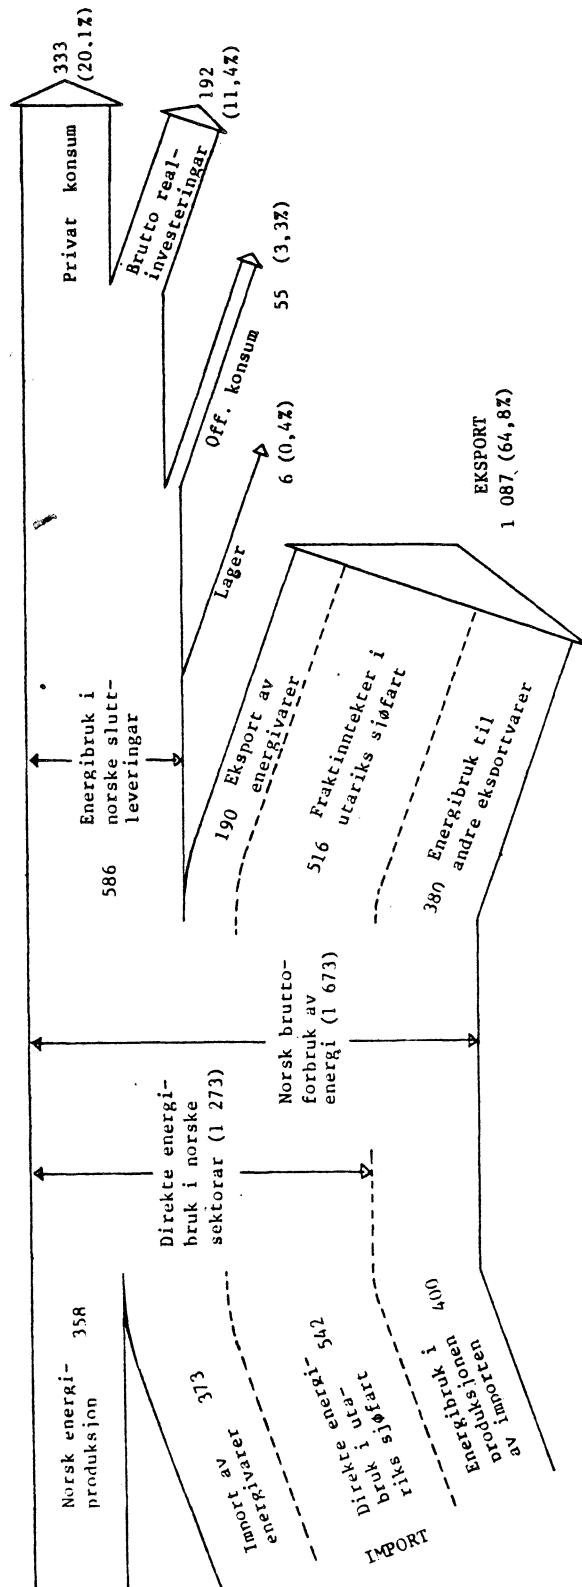 Norsk energi-
produksjon
358
Import av
energivarer
373
Direkte energi-
bruk i uta-
riks sjøfart
542
Energibruk i
produksjonen
av importen
400
IMPORT
Direkte energi-
bruk i norske
sektorar (1 273)
Norsk brutto-
forbruk av
energi (1 673)
586
Energibruk i
norske slutt-
leveringar
190 Eksport av
energivarer
516 Fraktinntekter i
utariks sjøfart
380 Energibruk til
andre eksportvarer
Lager
6 (0,4%)
Off. konsum
55 (3,3%)
Brutto real-
investeringar
192
(11,4%)
Privat konsum
333
(20.1%)
EKSPORT
1 087 (64,8%)